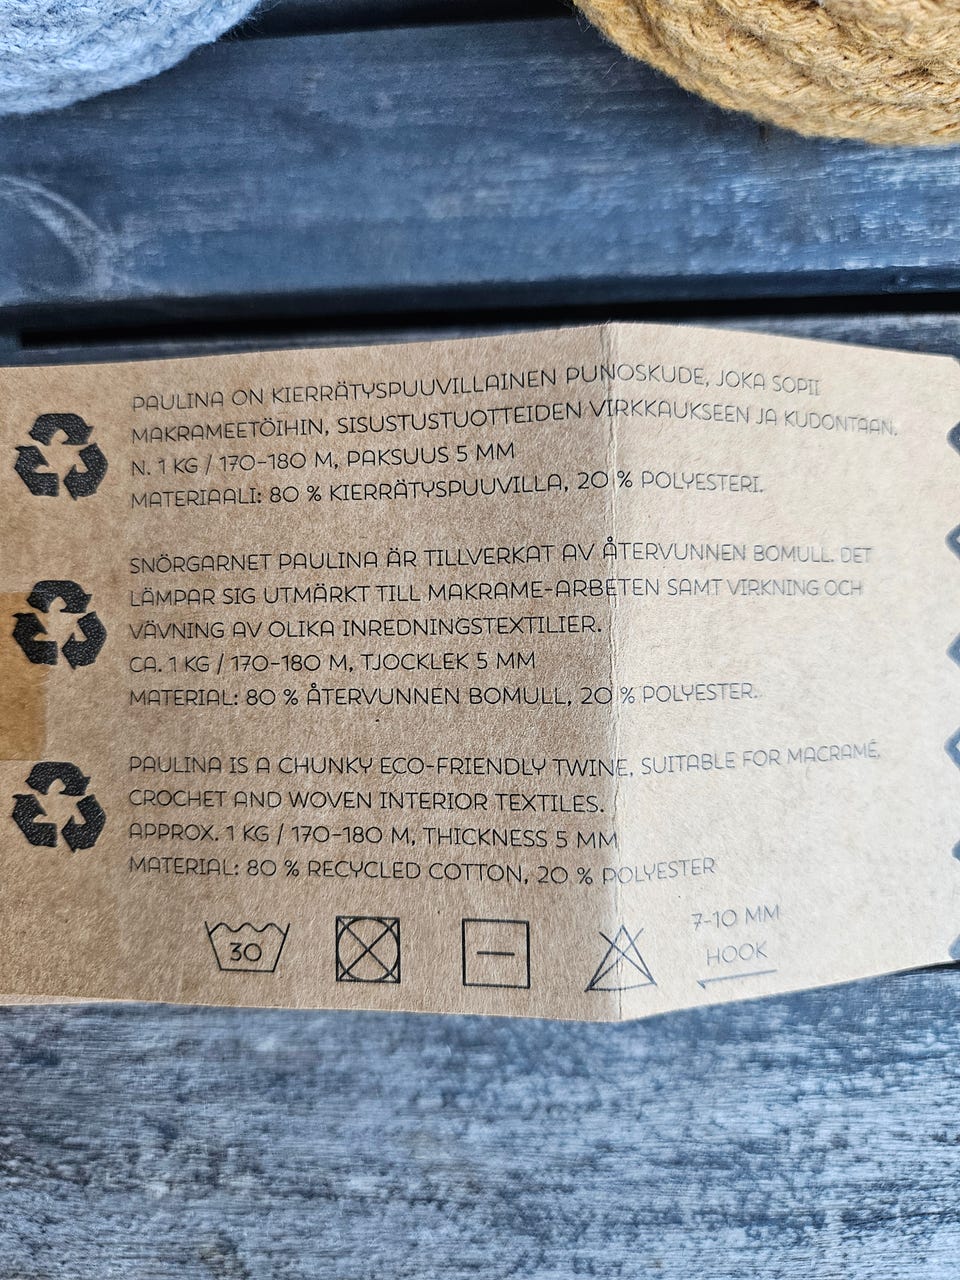 PAULINA ON KIERRÄTYSPUUVILLAINEN PUNOSKUDE, JOKA SOPII
MAKRAMEETÖIHIN, SISUSTUSTUOTTEIDEN VIRKKAUKSEEN JA KUDONTAAN.
N. 1 KG / 170-180 M, PAKSUUS 5 MM
MATERIAALI: 80 % KIERRÄTYSPUUVILLA, 20 % POLYESTERI.
SNÖRGARNET PAULINA ÄR TILLVERKAT AV ÅTERVUNNEN BOMULL. DET
LÄMPAR SIG UTMÄRKT TILL MAKRAME-ARBETEN SAMT VIRKNING OCH
VÄVNING AV OLIKA INREDNINGSTEXTILIER.
CA. 1 KG / 170-180 M, TJOCKLEK 5 MM
MATERIAL: 80 % ÅTERVUNNEN BOMULL, 20 % POLYESTER.
PAULINA IS A CHUNKY ECO-FRIENDLY TWINE, SUITABLE FOR MACRAMÉ,
CROCHET AND WOVEN INTERIOR TEXTILES.
APPROX. 1 KG / 170-180 M, THICKNESS 5 MM
MATERIAL: 80 % RECYCLED COTTON, 20 % POLYESTER
30
7-10 MM
HOOK